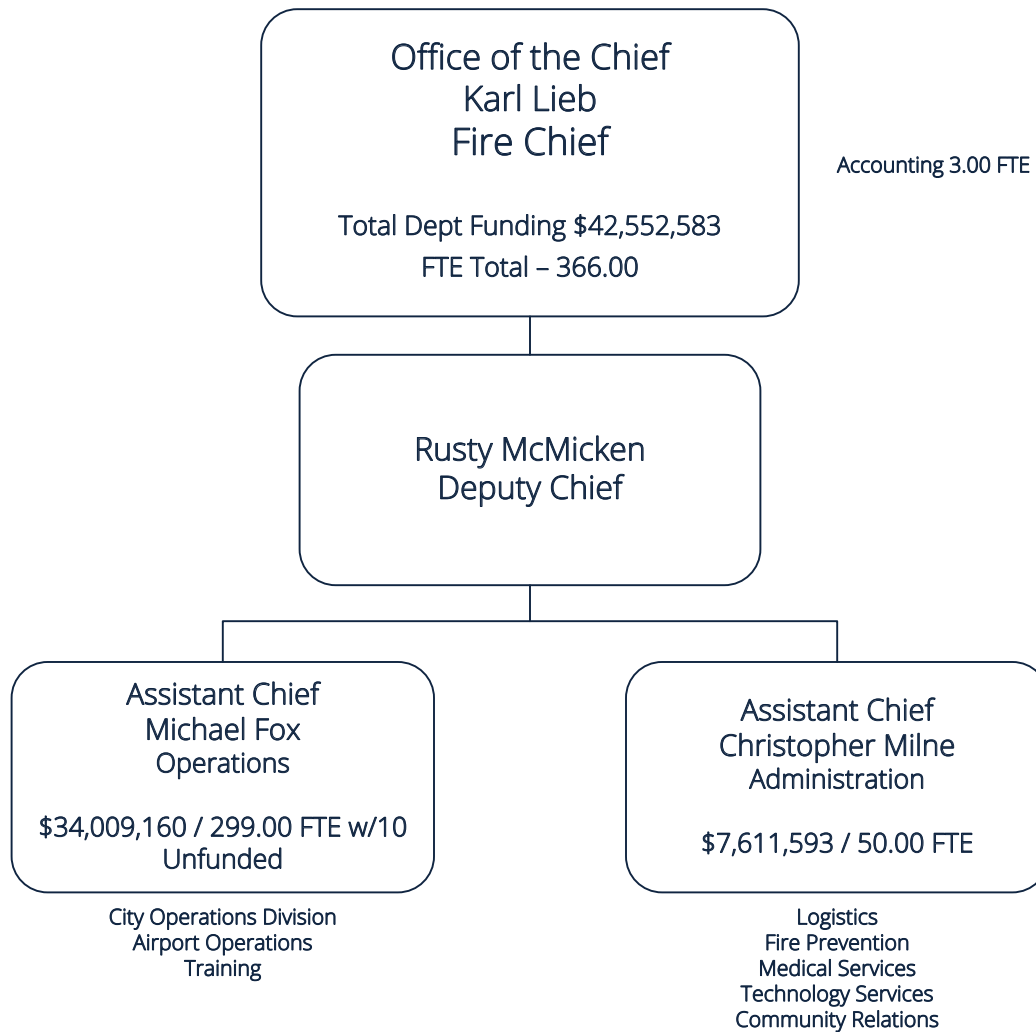 Office of the Chief
Karl Lieb
Fire Chief
Total Dept Funding $42,552,583
FTE Total – 366.00
Accounting 3.00 FTE
Rusty McMicken
Deputy Chief
Assistant Chief
Michael Fox
Operations
$34,009,160 / 299.00 FTE w/10
Unfunded
City Operations Division
Airport Operations
Training
Assistant Chief
Christopher Milne
Administration
$7,611,593 / 50.00 FTE
Logistics
Fire Prevention
Medical Services
Technology Services
Community Relations